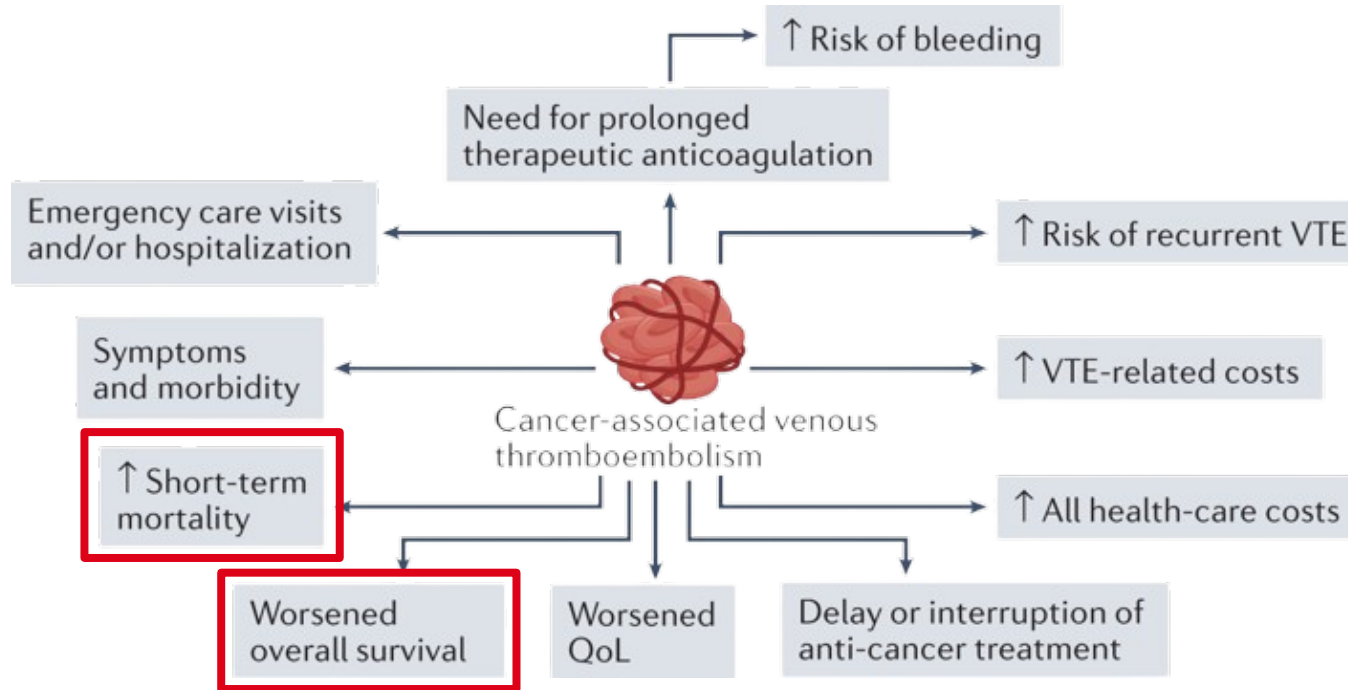 ↑ Risk of bleeding
Need for prolonged
therapeutic anticoagulation
Emergency care visits
and/or hospitalization
↑ Risk of recurrent VTE
Symptoms
and morbidity
↑ VTE-related costs
Cancer-associated venous
thromboembolism
↑ Short-term
mortality
↑ All health-care costs
Worsened
overall survival
Worsened
QoL
Delay or interruption of
anti-cancer treatment